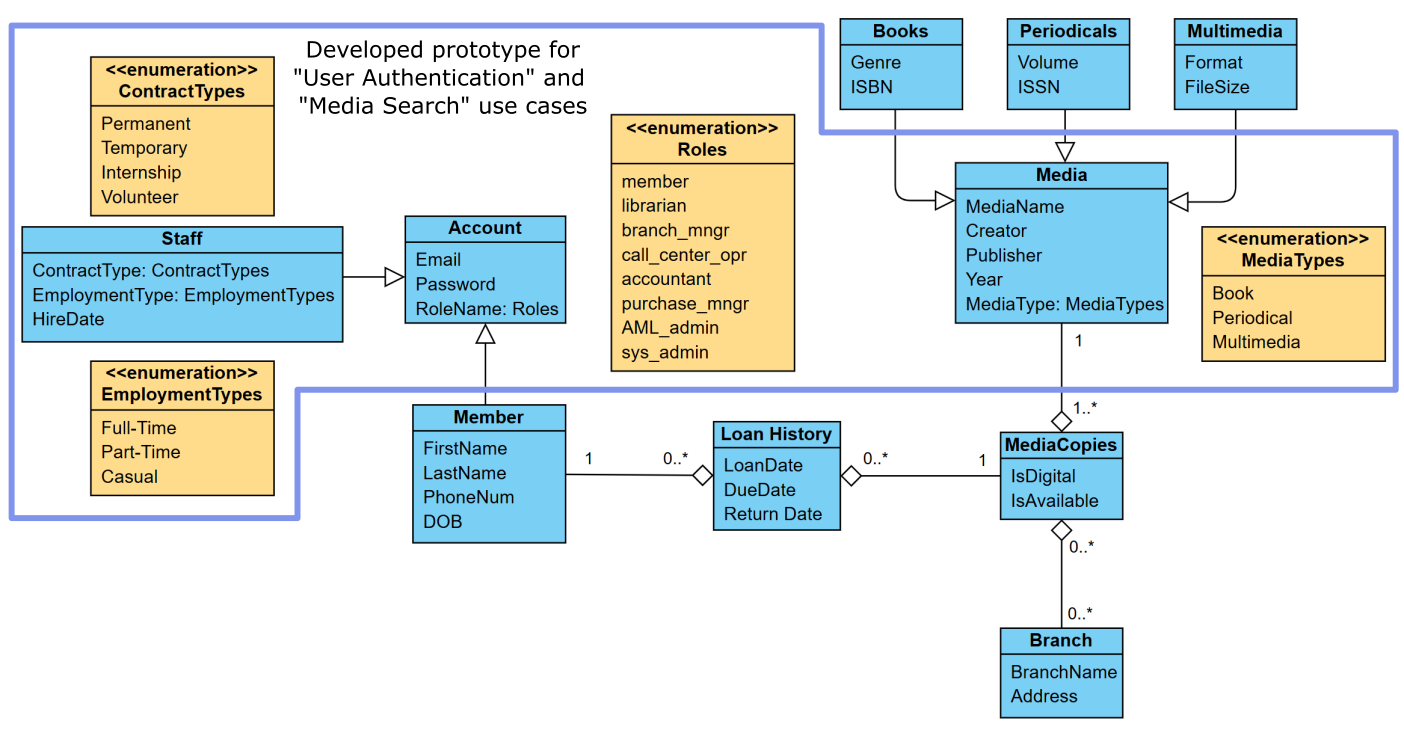 Developed prototype for
"User Authentication" and
"Media Search" use cases
<<enumeration>>
ContractTypes
Permanent
Temporary
Internship
Volunteer
Staff
ContractType: ContractTypes
EmploymentType: EmploymentTypes
HireDate
<<enumeration>>
EmploymentTypes
Full-Time
Part-Time
Casual
Account
Email
Password
RoleName: Roles
<<enumeration>>
Roles
member
librarian
branch_mngr
call_center_opr
accountant
purchase_mngr
AML_admin
sys_admin
Books
Genre
ISBN
Periodicals
Volume
ISSN
Multimedia
Format
FileSize
Media
MediaName
Creator
Publisher
Year
MediaType: MediaTypes
<<enumeration>>
MediaTypes
Book
Periodical
Multimedia
1
1..*
Member
FirstName
LastName
PhoneNum
DOB
1
0..*
Loan History
LoanDate
DueDate
Return Date
0..*
1
MediaCopies
IsDigital
IsAvailable
0..*
0..*
Branch
BranchName
Address